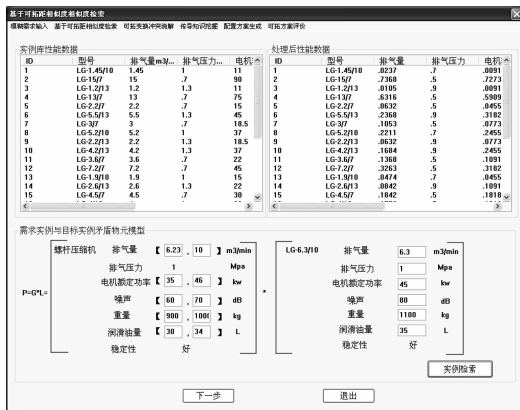 基于可拓距相似度相似度检索
模糊需求输入 基于可拓距相似度检索 可拓变换冲突消解 传导知识挖掘 配置方案生成 可拓方案评价
实例库性能数据
ID 型号 排气量m3/... 排气压力... 电机
1 LG-1.45/10 1.45 1 11
2 LG-15/7 15 .7 90
3 LG-1.2/13 1.2 1.3 11
4 LG-13/7 13 .7 75
5 LG-2.2/7 2.2 .7 15
6 LG-5.5/13 5.5 1.3 45
7 LG-3/7 3 .7 18.5
8 LG-5.2/10 5.2 1 37
9 LG-2.2/13 2.2 1.3 18.5
10 LG-4.2/13 4.2 1.3 37
11 LG-3.6/7 3.6 .7 22
12 LG-7.2/7 7.2 .7 45
13 LG-1.9/10 1.9 1 15
14 LG-2.6/13 2.6 1.3 22
15 LG-4.5/7 4.5 .7 30
处理后性能数据
ID 型号 排气量 排气压力 电机
1 LG-1.45/10 .0237 .7 .0091
2 LG-15/7 .7368 .5 .7273
3 LG-1.2/13 .0105 .9 .0091
4 LG-13/7 .6316 .5 .5909
5 LG-2.2/7 .0632 .5 .0455
6 LG-5.5/13 .2368 .9 .3182
7 LG-3/7 .1053 .5 .0773
8 LG-5.2/10 .2211 .7 .2455
9 LG-2.2/13 .0632 .9 .0773
10 LG-4.2/13 .1684 .9 .2455
11 LG-3.6/7 .1368 .5 .1091
12 LG-7.2/7 .3263 .5 .3182
13 LG-1.9/10 .0474 .7 .0455
14 LG-2.6/13 .0842 .9 .1091
15 LG-4.5/7 .1842 .5 .1818
需求实例与目标实例矛盾物元模型
P=G*L=
螺杆压缩机 排气量 【 6.23 , 10 】 m3/min
排气压力 1 Mpa
电机额定功率 【 35 , 46 】 kw
噪声 【 60 , 70 】 dB
重量 【 900 , 1000 】 kg
润滑油量 【 30 , 34 】 L
稳定性 好
*
LG-6.3/10 排气量 6.3 m3/min
排气压力 1 Mpa
电机额定功率 45 kw
噪声 80 dB
重量 1100 kg
润滑油量 35 L
稳定性 好
实例检索
下一步 退出